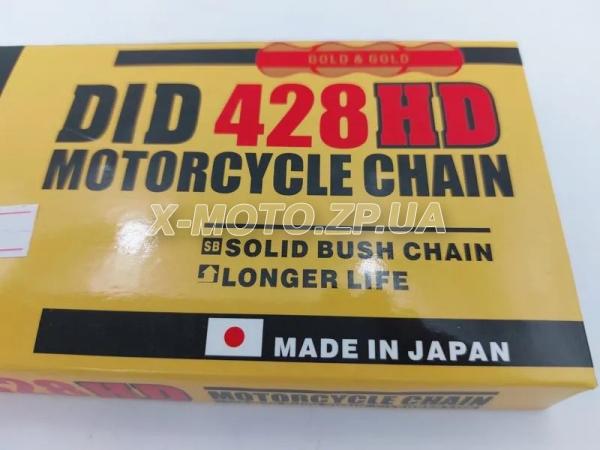 GOLD & GOLD
DID 428HD
MOTORCYCLE CHAIN
X-MOTO.ZP.UA
SB SOLID BUSH CHAIN
LONGER LIFE
MADE IN JAPAN
428HD
MOTORCYCLE CHAIN